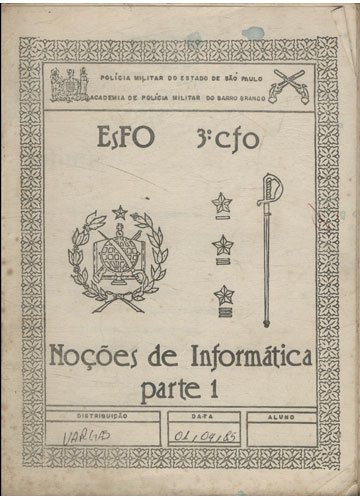 POLÍCIA MILITAR DO ESTADO DE SÃO PAULO
ACADEMIA DE POLÍCIA MILITAR DO BARRO BRANCO
EsFO 3º CFO
Noções de Informática
parte 1
DISTRIBUIÇÃO DATA ALUNO
VARGAS 01/04/85